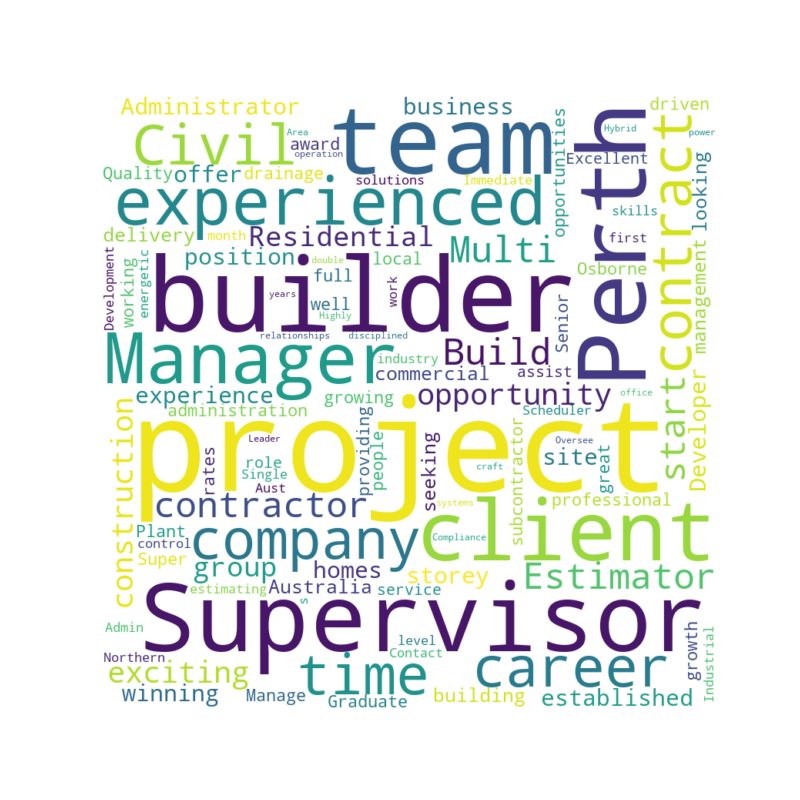 Administrator
business
driven
Area
Hybrid
power
Civil
award
team
operation
opportunities
Excellent
Perth
contract
looking
Quality
offer
drainage
solutions
Immediate
experienced
skills
delivery
month
Residential
Multi
first
Development
working
energetic
position
double
local
Osborne
management
full
builder
years
well
work
Senior
Highly
relationships
disciplined
Manager
industry
Build
commercial
assist
start
Developer
experience
growing
opportunity
office
construction
administration
project
Scheduler
Leader
providing
people
seeking
subcontractor
Oversee
site
great
rates
role
Single
Aust
craft
contractor
systems
professional
Plant
control
company
client
Compliance
Super
group
homes
storey
Estimator
estimating
Australia
service
s
Supervisor
Admin
level
Contact
growth
Industrial
Northern
exciting
time
career
winning
Manage
Graduate
building
established